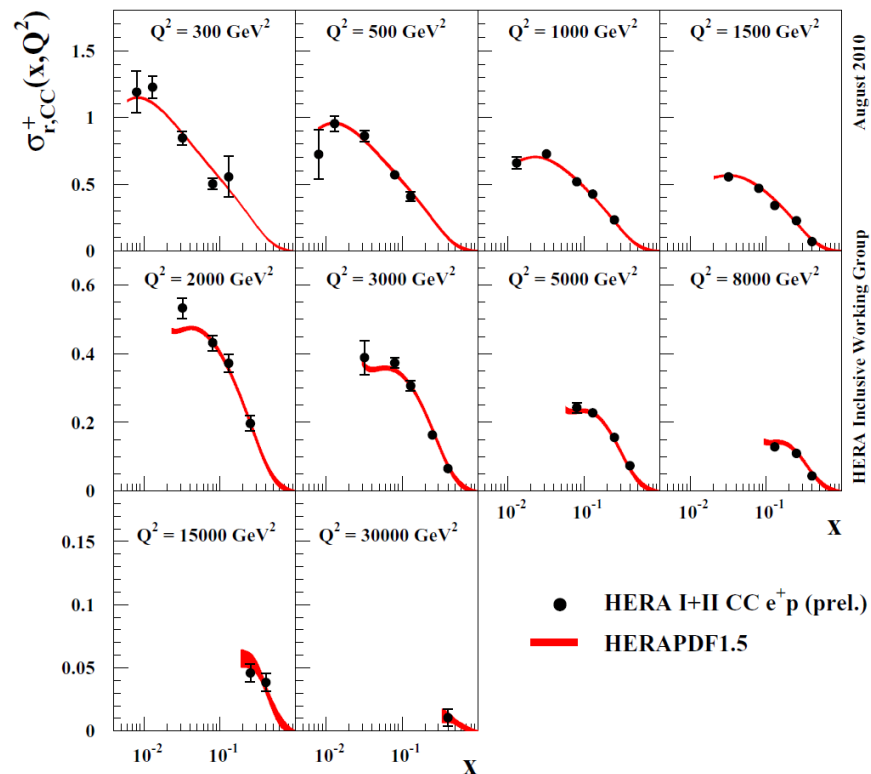 σ⁺r,CC(x,Q²)
Q² = 300 GeV²
Q² = 500 GeV²
Q² = 1000 GeV²
Q² = 1500 GeV²
1.5
1
0.5
0
Q² = 2000 GeV²
Q² = 3000 GeV²
Q² = 5000 GeV²
Q² = 8000 GeV²
0.6
0.4
0.2
0
10⁻² 10⁻¹ 10⁻² 10⁻¹
x
Q² = 15000 GeV²
Q² = 30000 GeV²
0.15
0.1
0.05
0
10⁻² 10⁻¹ 10⁻² 10⁻¹
x
HERA I+II CC e⁺p (prel.)
HERAPDF1.5
August 2010
HERA Inclusive Working Group